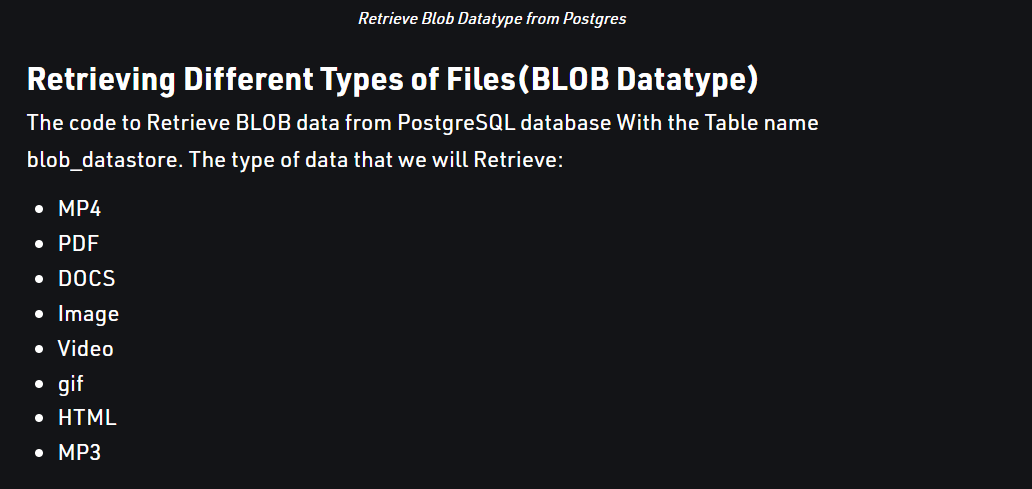 Retrieve Blob Datatype from Postgres
Retrieving Different Types of Files(BLOB Datatype)
The code to Retrieve BLOB data from PostgreSQL database With the Table name
blob_datastore. The type of data that we will Retrieve:
• MP4
• PDF
• DOCS
• Image
• Video
• gif
• HTML
• MP3